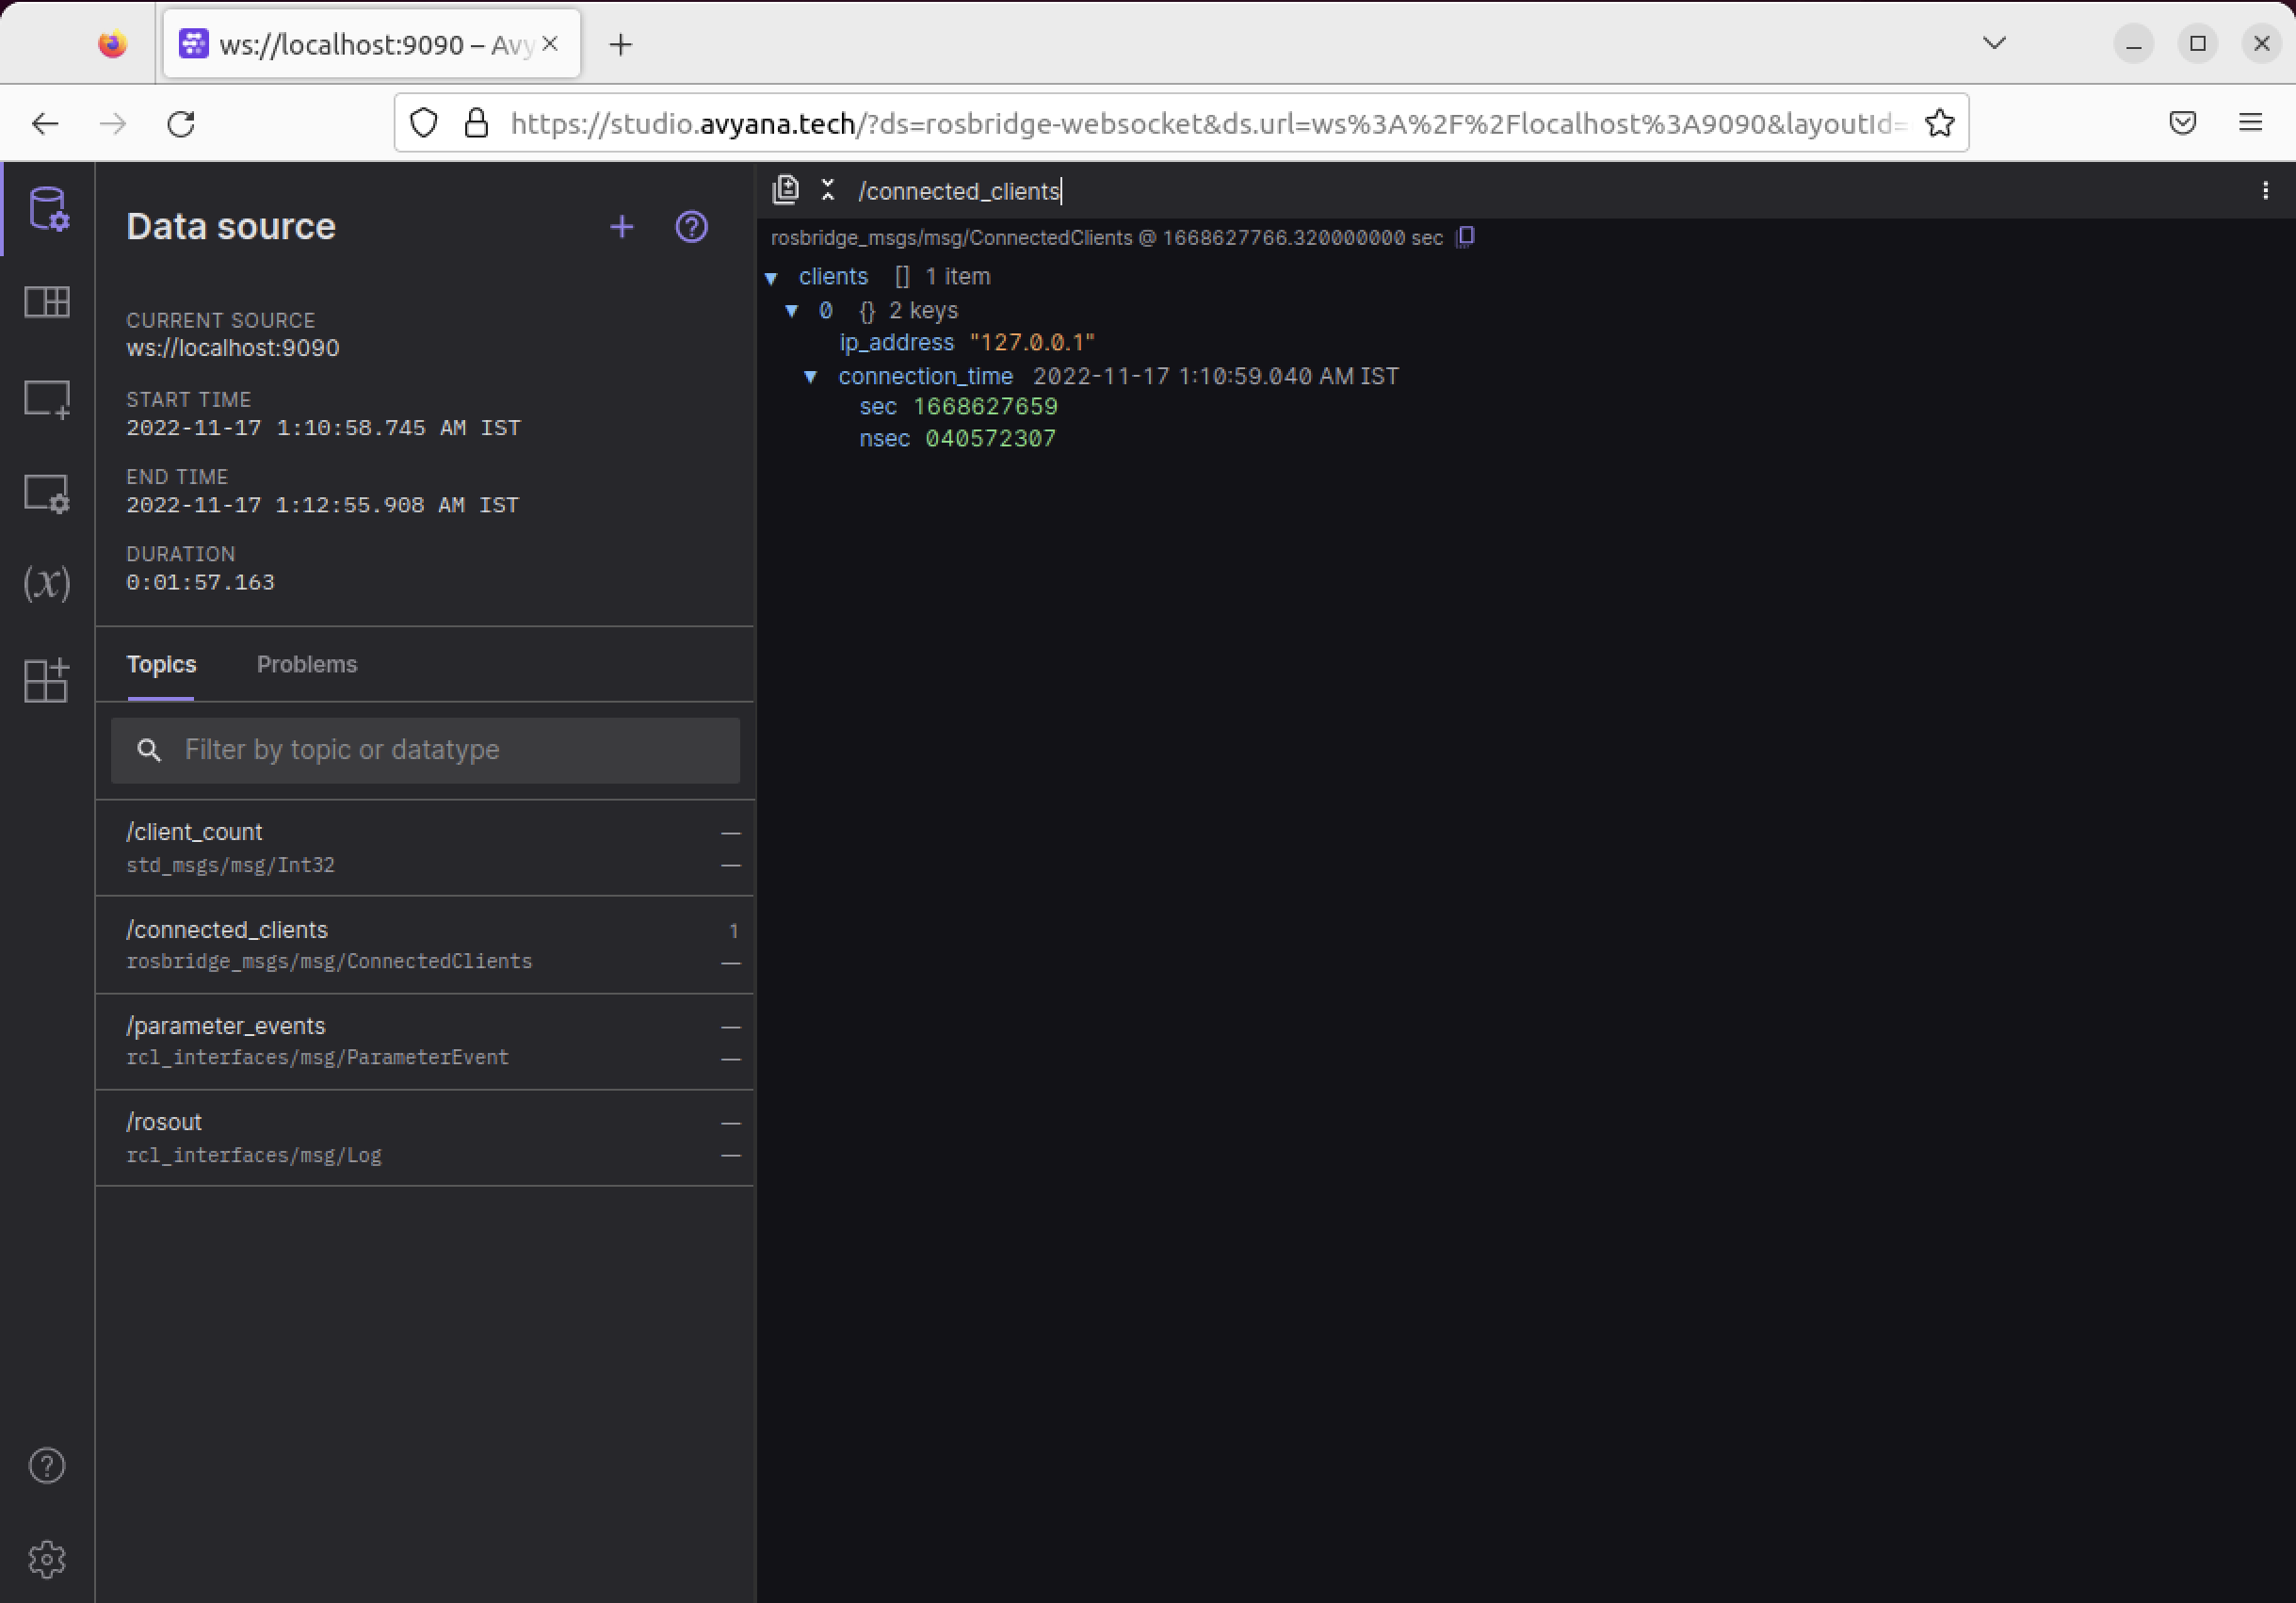 ws://localhost:9090 – Avy
https://studio.avyana.tech/?ds=rosbridge-websocket&ds.url=ws%3A%2F%2Flocalhost%3A9090&layoutId=
Data source
CURRENT SOURCE
ws://localhost:9090
START TIME
2022-11-17 1:10:58.745 AM IST
END TIME
2022-11-17 1:12:55.908 AM IST
DURATION
0:01:57.163
Topics Problems
Filter by topic or datatype
/client_count —
std_msgs/msg/Int32 —
/connected_clients 1
rosbridge_msgs/msg/ConnectedClients —
/parameter_events —
rcl_interfaces/msg/ParameterEvent —
/rosout —
rcl_interfaces/msg/Log —
/connected_clients
rosbridge_msgs/msg/ConnectedClients @ 1668627766.320000000 sec
clients [] 1 item
0 {} 2 keys
ip_address "127.0.0.1"
connection_time 2022-11-17 1:10:59.040 AM IST
sec 1668627659
nsec 040572307
(x)